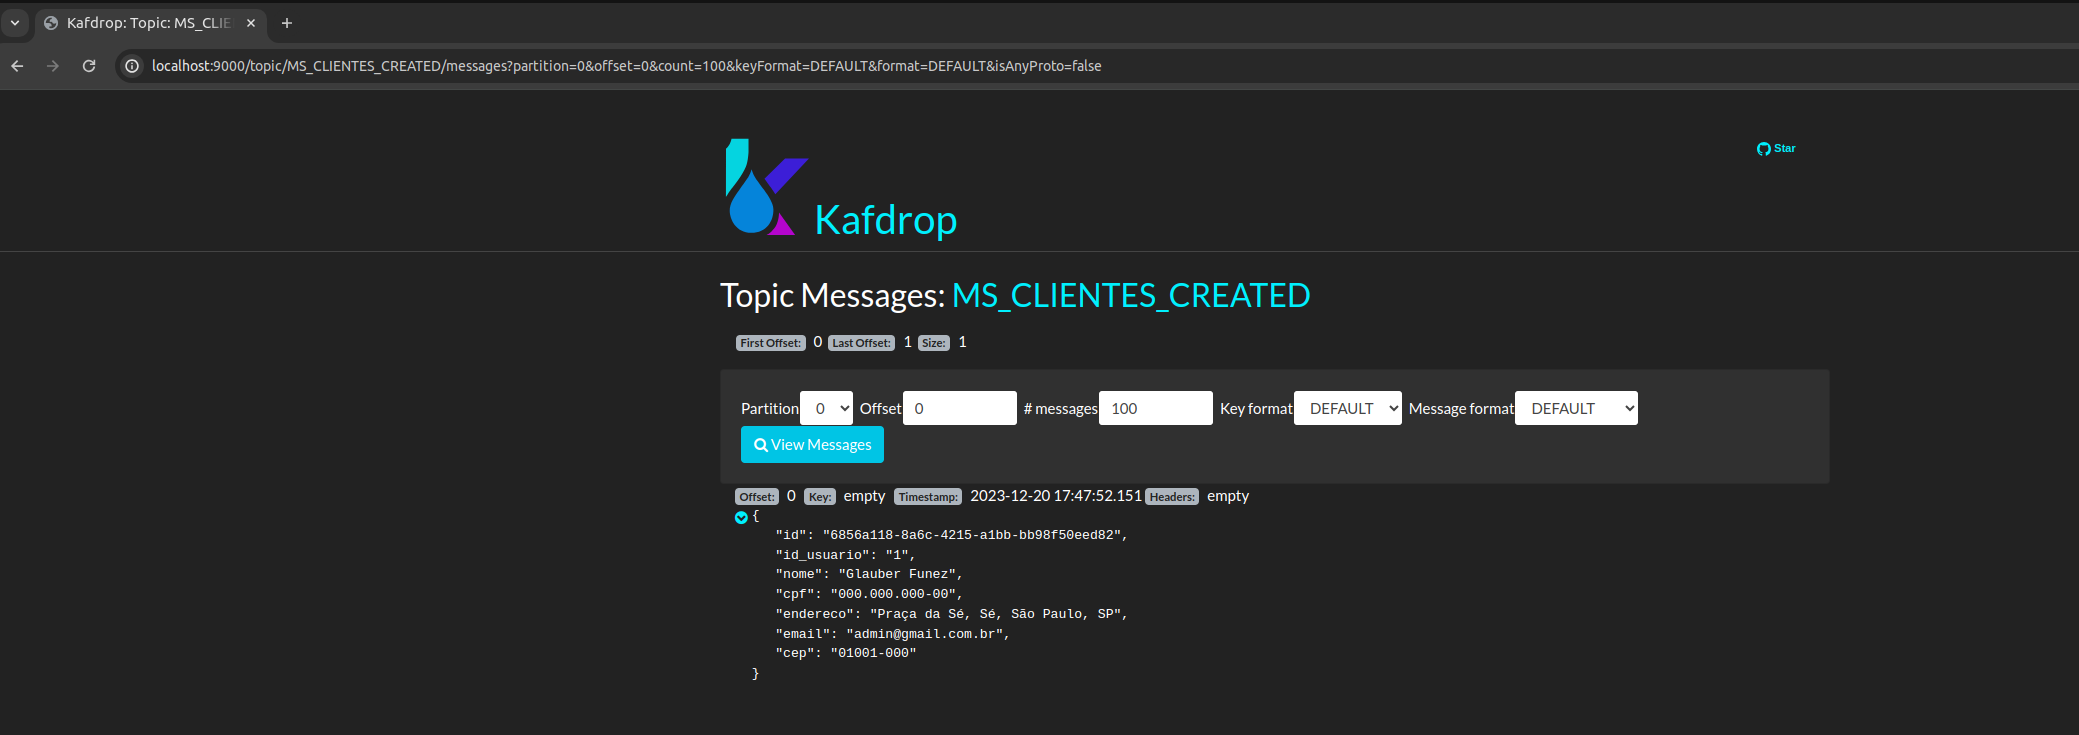 Kafdrop: Topic: MS_CLIE
localhost:9000/topic/MS_CLIENTES_CREATED/messages?partition=0&offset=0&count=100&keyFormat=DEFAULT&format=DEFAULT&isAnyProto=false
Star
Kafdrop
Topic Messages: MS_CLIENTES_CREATED
First Offset: 0 Last Offset: 1 Size: 1
Partition 0 Offset 0 # messages 100 Key format DEFAULT Message format DEFAULT
View Messages
Offset: 0 Key: empty Timestamp: 2023-12-20 17:47:52.151 Headers: empty
{
"id": "6856a118-8a6c-4215-a1bb-bb98f50eed82",
"id_usuario": "1",
"nome": "Glauber Funez",
"cpf": "000.000.000-00",
"endereco": "Praça da Sé, Sé, São Paulo, SP",
"email": "admin@gmail.com.br",
"cep": "01001-000"
}